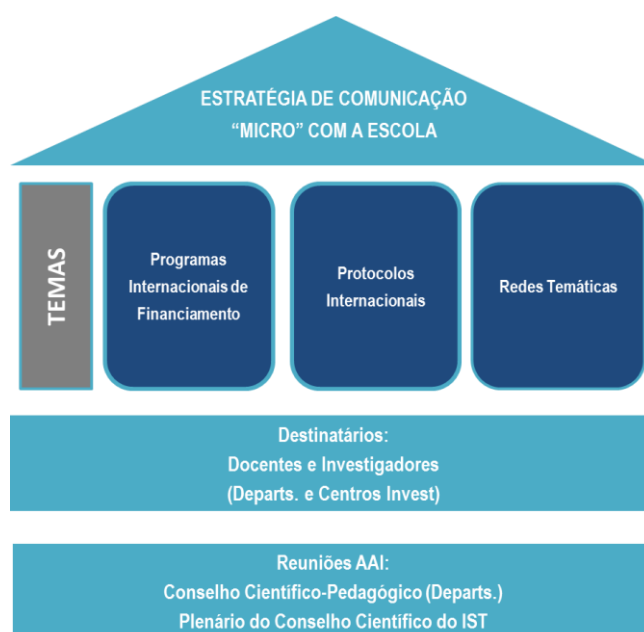 ESTRATÉGIA DE COMUNICAÇÃO
“MICRO” COM A ESCOLA
TEMAS
Programas
Internacionais de
Financiamento
Protocolos
Internacionais
Redes Temáticas
Destinatários:
Docentes e Investigadores
(Departs. e Centros Invest)
Reuniões AAI:
Conselho Científico-Pedagógico (Departs.)
Plenário do Conselho Científico do IST